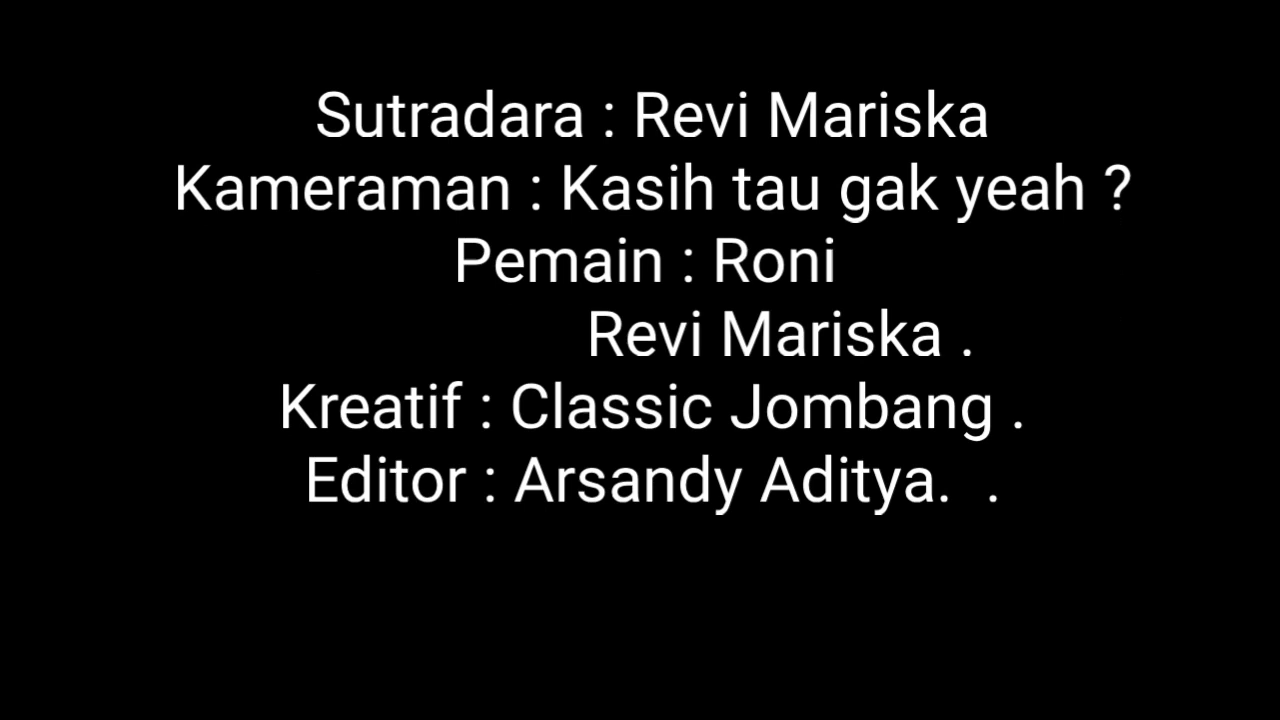 Sutradara : Revi Mariska
Kameraman : Kasih tau gak yeah ?
Pemain : Roni
Revi Mariska .
Kreatif : Classic Jombang .
Editor : Arsandy Aditya.  .